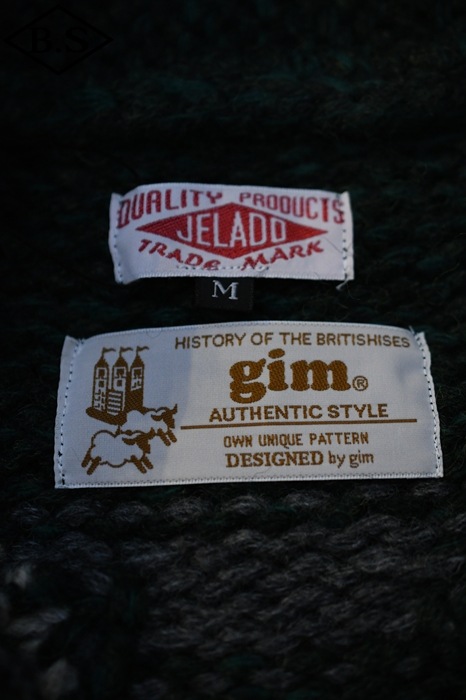 B.S
QUALITY PRODUCTS
JELADO
TRADE MARK
M
HISTORY OF THE BRITISHISES
gim®
AUTHENTIC STYLE
OWN UNIQUE PATTERN
DESIGNED by gim